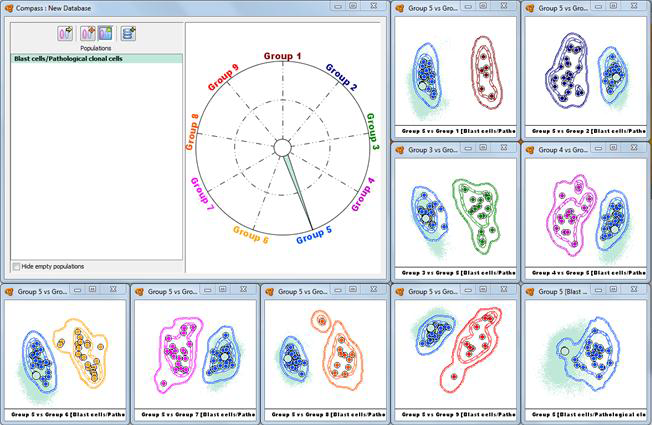 Compass : New Database
Populations
Blast cells/Pathological clonal cells
Hide empty populations
Group 1
Group 2
Group 3
Group 4
Group 5
Group 6
Group 7
Group 8
Group 9
Group 5 vs Gro...
Group 5 vs Group 1 [Blast cells/Patho
Group 5 vs Gro...
Group 5 vs Group 2 [Blast cells/Patho
Group 3 vs Gro...
Group 3 vs Group 5 [Blast cells/Patho
Group 4 vs Gro...
Group 4 vs Group 5 [Blast cells/Patho
Group 5 vs Gro...
Group 5 vs Group 6 [Blast cells/Patho
Group 5 vs Gro...
Group 5 vs Group 7 [Blast cells/Patho
Group 5 vs Gro...
Group 5 vs Group 8 [Blast cells/Patho
Group 5 vs Gro...
Group 5 vs Group 9 [Blast cells/Patho
Group 5 [Blast ...
Group 5 [Blast cells/Pathological clo